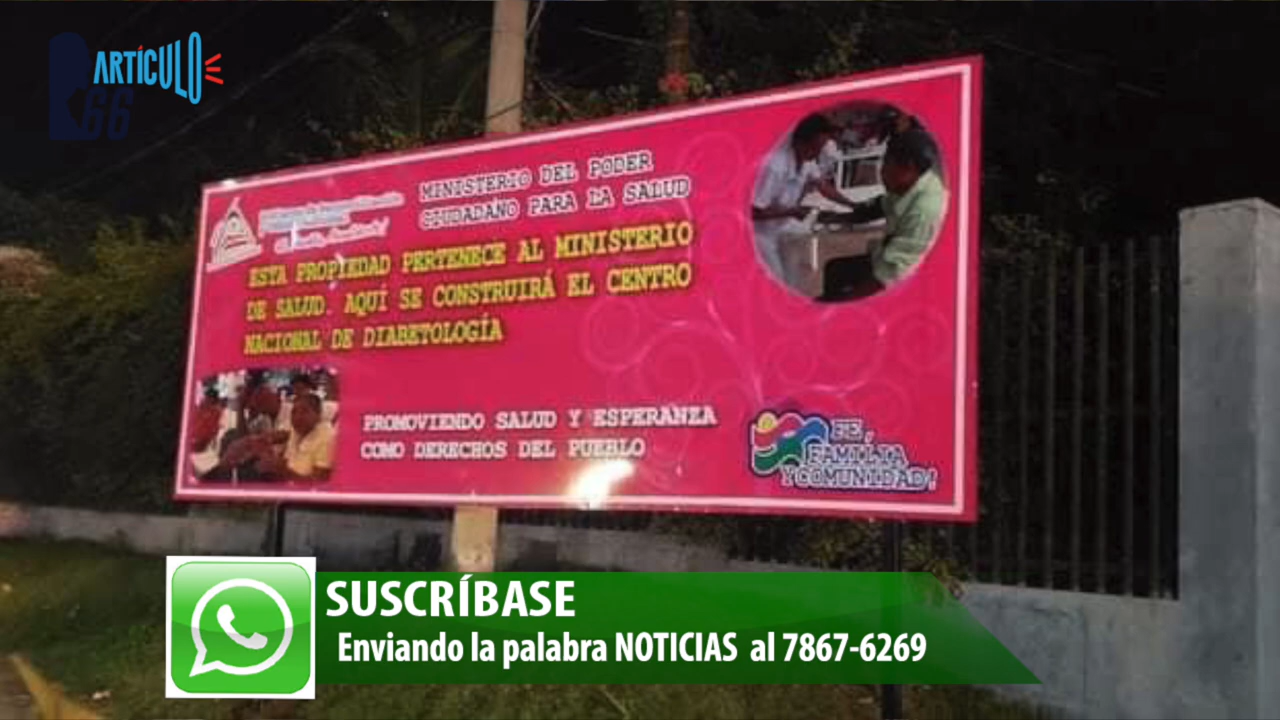 ARTÍCULO
66
MINISTERIO DEL PODER
CIUDADANO PARA LA SALUD
ESTA PROPIEDAD PERTENECE AL MINISTERIO
DE SALUD. AQUÍ SE CONSTRUIRÁ EL CENTRO
NACIONAL DE DIABETOLOGÍA
PROMOVIENDO SALUD Y ESPERANZA
COMO DERECHOS DEL PUEBLO
FE,
FAMILIA
Y COMUNIDAD!
SUSCRÍBASE
Enviando la palabra NOTICIAS al 7867-6269